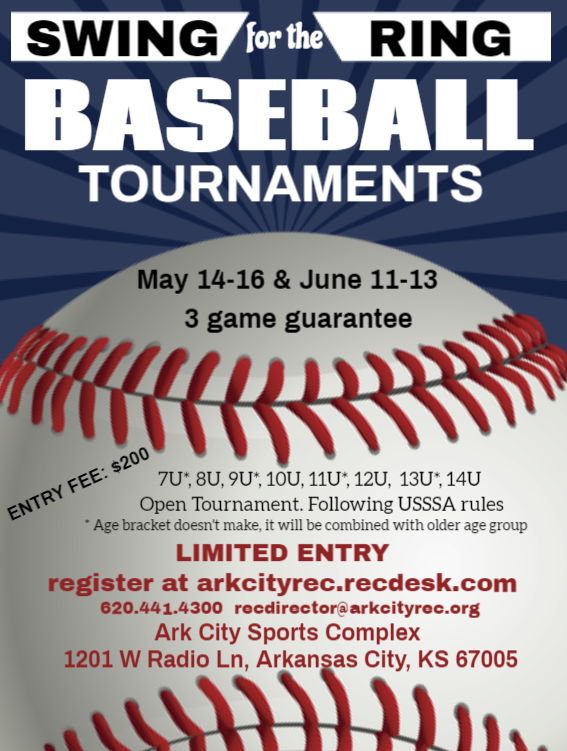 SWING for the RING
BASEBALL
TOURNAMENTS
May 14-16 & June 11-13
3 game guarantee
ENTRY FEE: $200
7U*, 8U, 9U*, 10U, 11U*, 12U, 13U*, 14U
Open Tournament. Following USSSA rules
* Age bracket doesn't make, it will be combined with older age group
LIMITED ENTRY
register at arkcityrec.recdesk.com
620.441.4300 recdirector@arkcityrec.org
Ark City Sports Complex
1201 W Radio Ln, Arkansas City, KS 67005